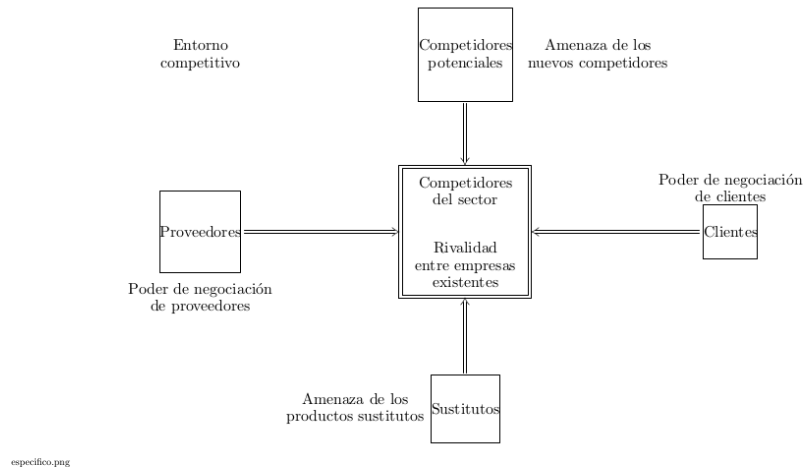 Entorno
competitivo
Competidores
potenciales
Amenaza de los
nuevos competidores
Competidores
del sector
Rivalidad
entre empresas
existentes
Proveedores
Poder de negociación
de proveedores
Poder de negociación
de clientes
Clientes
Amenaza de los
productos sustitutos
Sustitutos
especifico.png